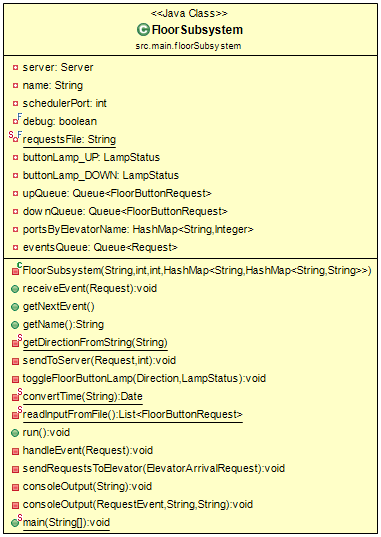 <<Java Class>>
C FloorSubsystem
src.main.floorSubsystem
server: Server
name: String
schedulerPort: int
F debug: boolean
S F requestsFile: String
buttonLamp_UP: LampStatus
buttonLamp_DOWN: LampStatus
upQueue: Queue<FloorButtonRequest>
downQueue: Queue<FloorButtonRequest>
portsByElevatorName: HashMap<String,Integer>
eventsQueue: Queue<Request>
C FloorSubsystem(String,int,int,HashMap<String,HashMap<String,String>>)
receiveEvent(Request):void
getNextEvent()
getName():String
S getDirectionFromString(String)
sendToServer(Request,int):void
toggleFloorButtonLamp(Direction,LampStatus):void
S convertTime(String):Date
S readInputFromFile():List<FloorButtonRequest>
run():void
handleEvent(Request):void
sendRequestsToElevator(ElevatorArrivalRequest):void
consoleOutput(String):void
consoleOutput(RequestEvent,String,String):void
S main(String[]):void